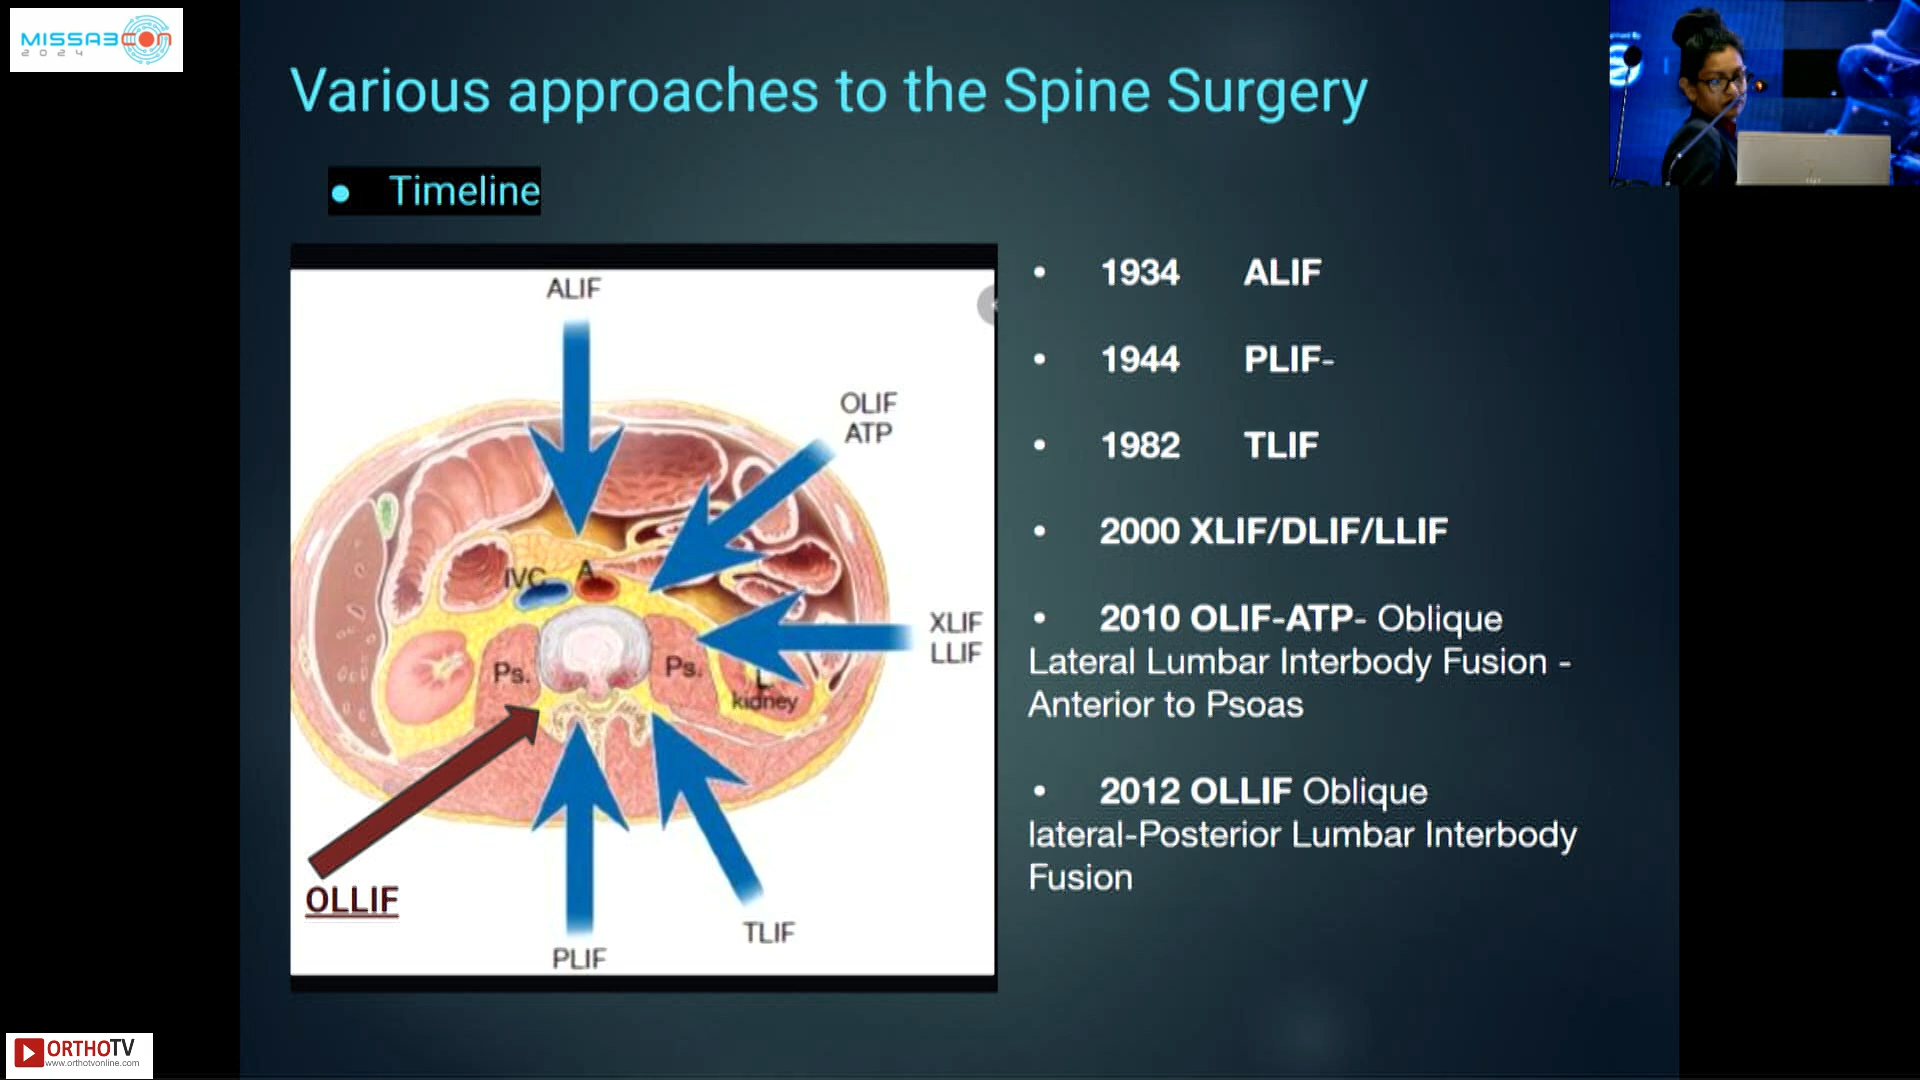 MISSABCON
2024
Various approaches to the Spine Surgery
• Timeline
ALIF
OLIF
ATP
IVC
A
XLIF
LLIF
Ps.
Ps.
L
kidney
OLLIF
TLIF
PLIF
• 1934 ALIF
• 1944 PLIF-
• 1982 TLIF
• 2000 XLIF/DLIF/LLIF
• 2010 OLIF-ATP- Oblique
Lateral Lumbar Interbody Fusion -
Anterior to Psoas
• 2012 OLLIF Oblique
lateral-Posterior Lumbar Interbody
Fusion
ORTHOTV
www.orthotvonline.com